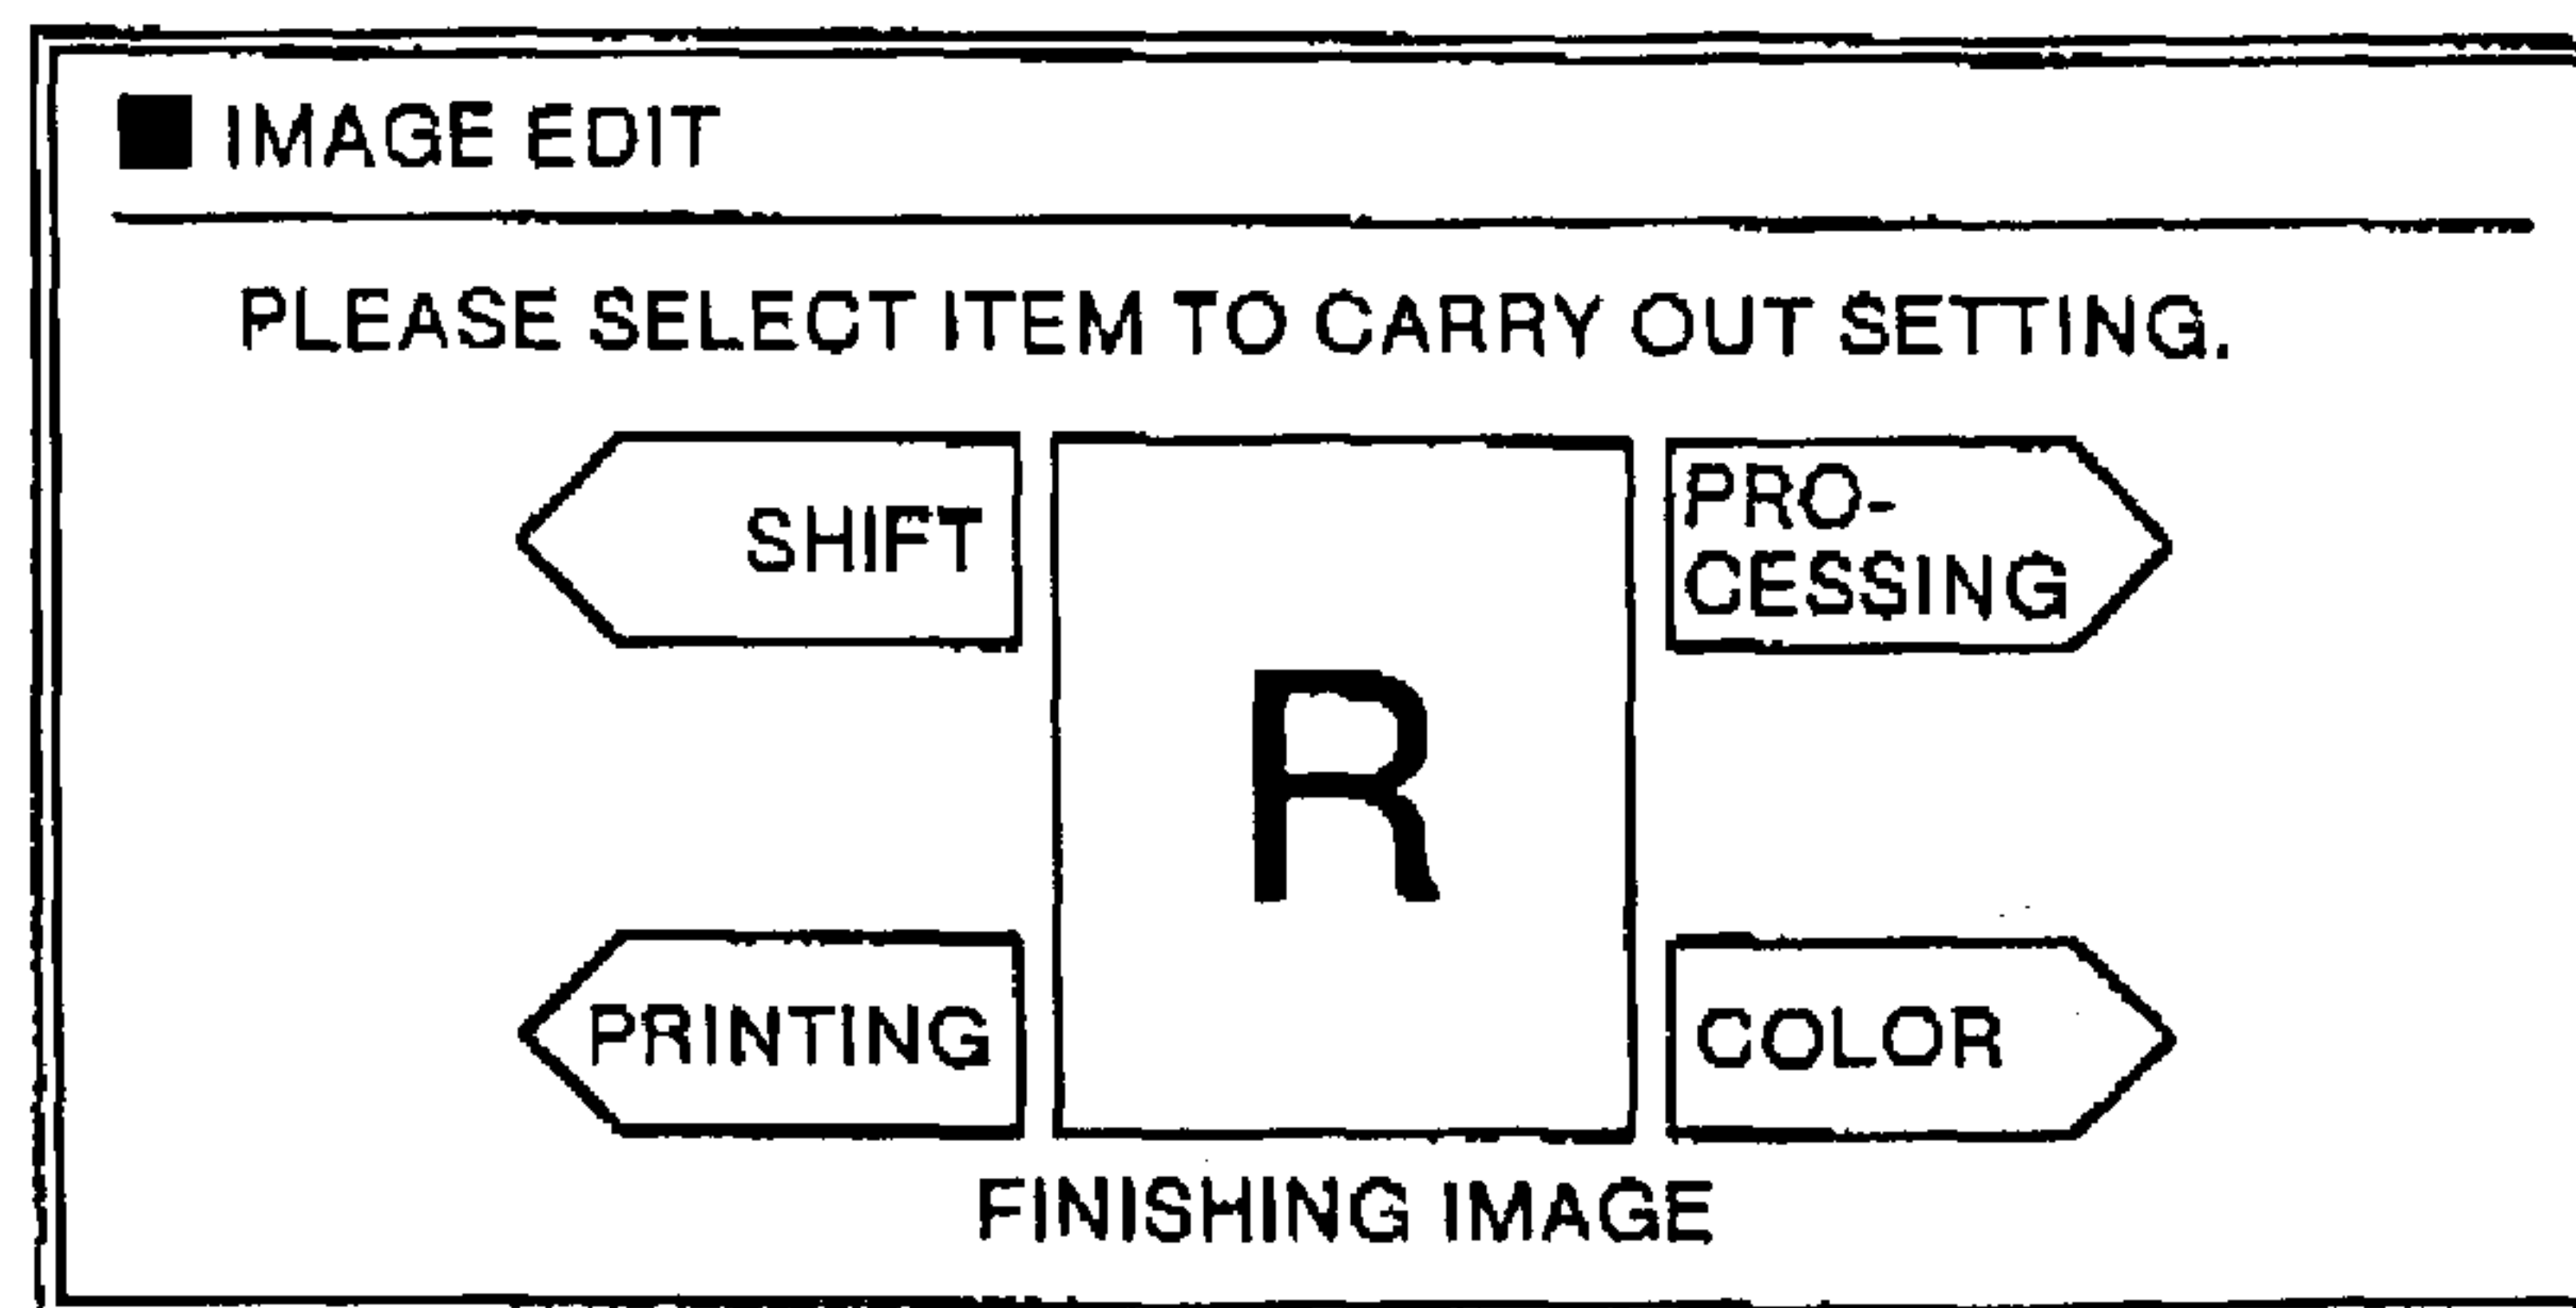 IMAGE EDIT
PLEASE SELECT ITEM TO CARRY OUT SETTING.
SHIFT
PRO-
CESSING
R
PRINTING
COLOR
FINISHING IMAGE